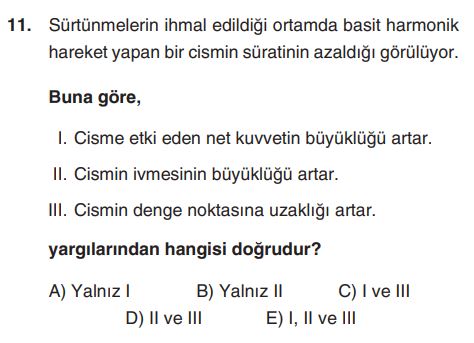 11. Sürtünmelerin ihmal edildiği ortamda basit harmonik
hareket yapan bir cismin süratinin azaldığı görülüyor.
Buna göre,
I. Cisme etki eden net kuvvetin büyüklüğü artar.
II. Cismin ivmesinin büyüklüğü artar.
III. Cismin denge noktasına uzaklığı artar.
yargılarından hangisi doğrudur?
A) Yalnız I B) Yalnız II C) I ve III
D) II ve III E) I, II ve III